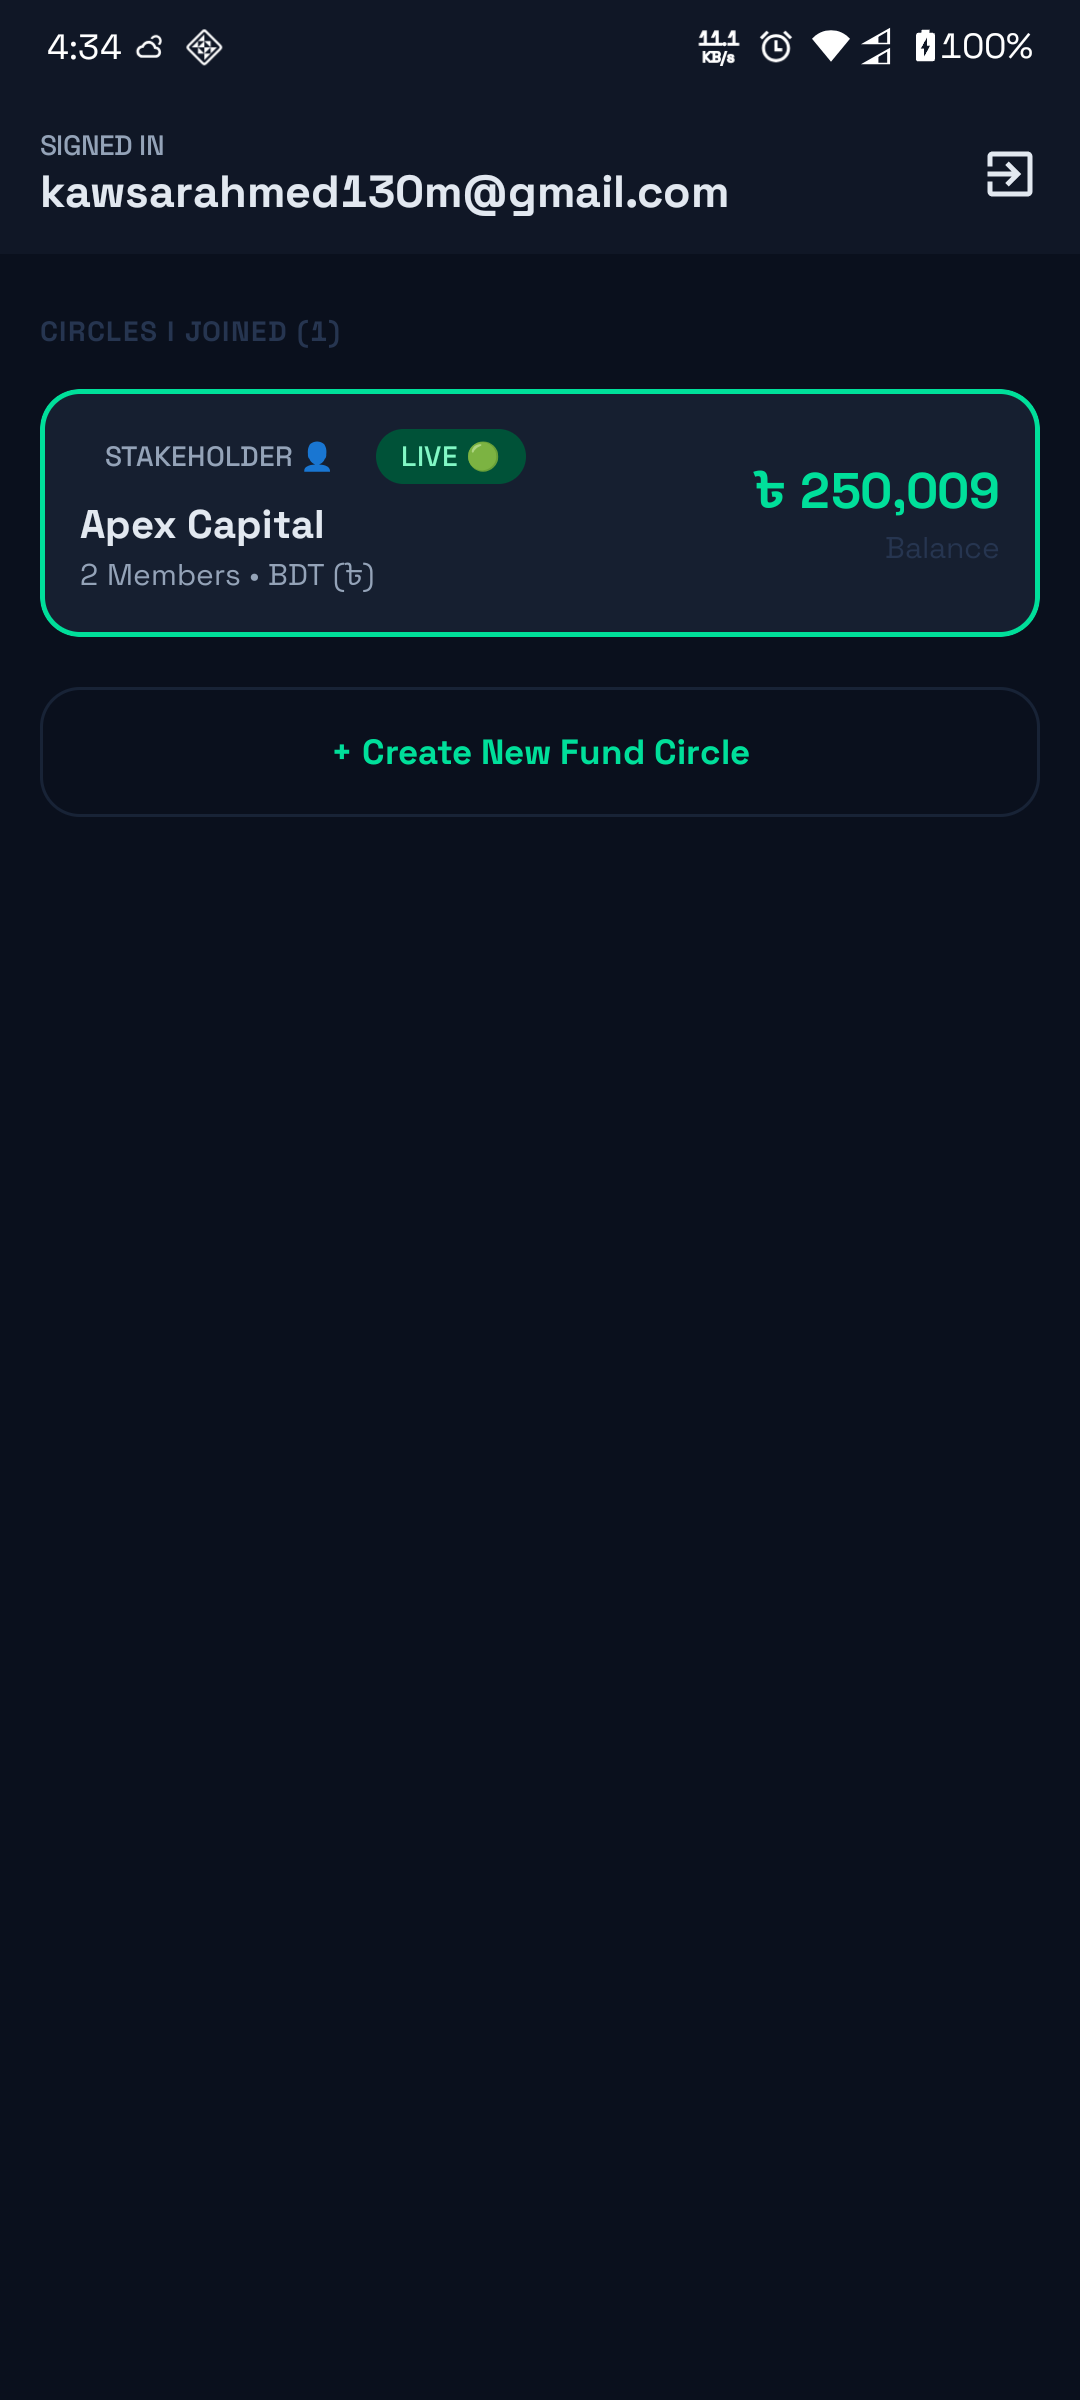 4:34
11.1 KB/s
100%
SIGNED IN
kawsarahmed130m@gmail.com
CIRCLES I JOINED (1)
STAKEHOLDER 👤 LIVE 🟢
৳ 250,009
Apex Capital
Balance
2 Members • BDT (৳)
+ Create New Fund Circle